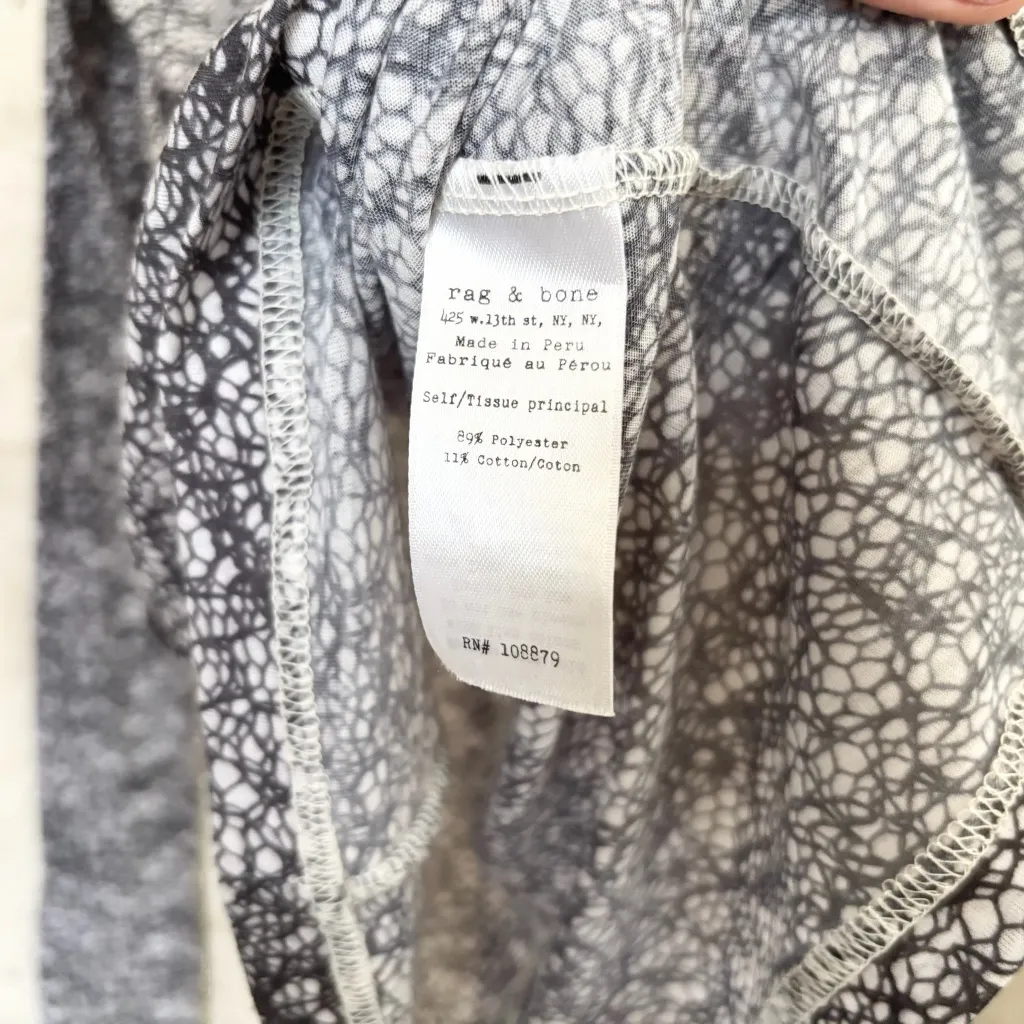 rag & bone
425 w.13th st, NY, NY,
Made in Peru
Fabriqué au Pérou
Self/Tissue principal
89% Polyester
11% Cotton/Coton
RN# 108879